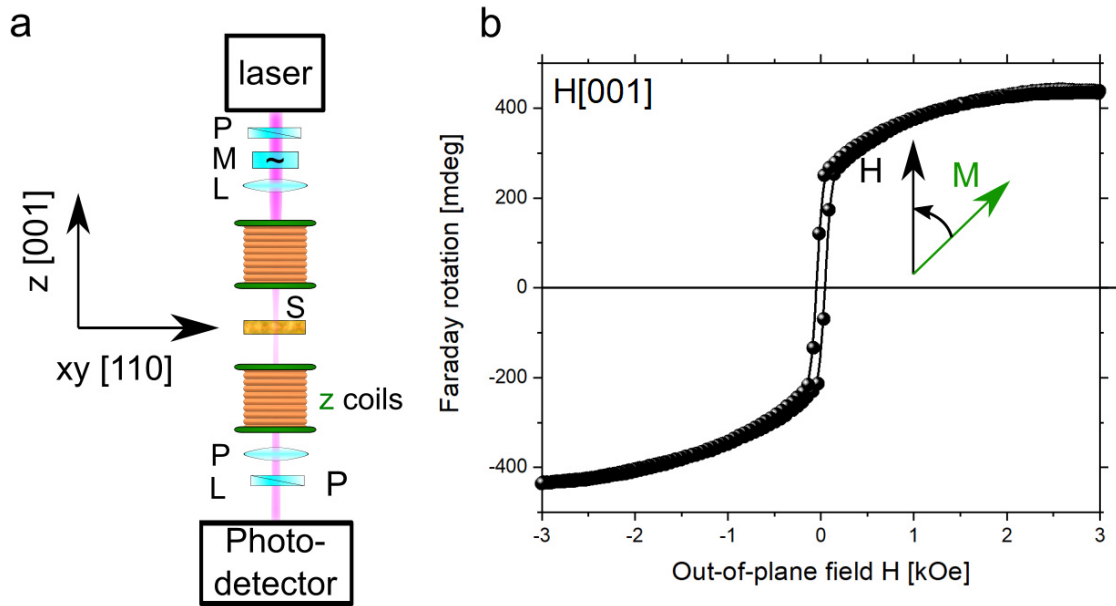 a
laser
P
M
~
L
z [001]
S
xy [110]
z coils
P
L
P
Photo-
detector
b
H[001]
Faraday rotation [mdeg]
400
200
0
-200
-400
H
M
-3
-2
-1
0
1
2
3
Out-of-plane field H [kOe]